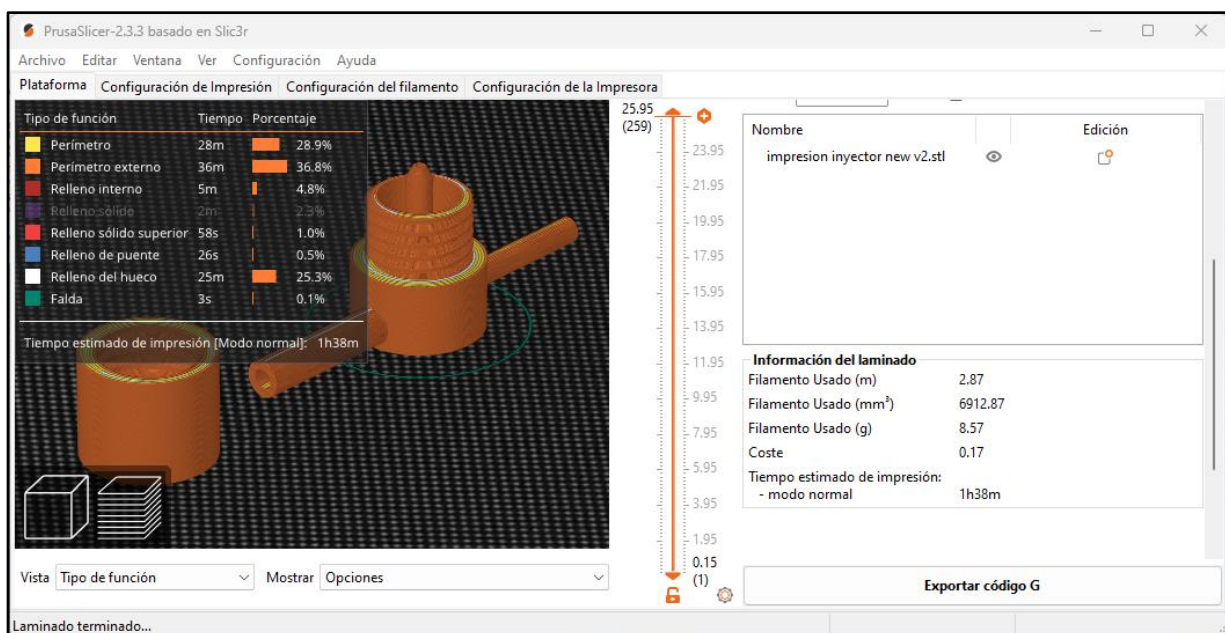 PrusaSlicer-2.3.3 basado en Slic3r
Archivo Editar Ventana Ver Configuración Ayuda
Plataforma Configuración de Impresión Configuración del filamento Configuración de la Impresora
Tipo de función Tiempo Porcentaje
Perímetro 28m 28.9%
Perímetro externo 36m 36.8%
Relleno interno 5m 4.8%
Relleno sólido 2m 2.3%
Relleno sólido superior 58s 1.0%
Relleno de puente 26s 0.5%
Relleno del hueco 25m 25.3%
Falda 3s 0.1%
Tiempo estimado de impresión [Modo normal]: 1h38m
25.95
(259)
23.95
21.95
19.95
17.95
15.95
13.95
11.95
9.95
7.95
5.95
3.95
1.95
0.15
(1)
Nombre Edición
impresion inyector new v2.stl
Información del laminado
Filamento Usado (m) 2.87
Filamento Usado (mm³) 6912.87
Filamento Usado (g) 8.57
Coste 0.17
Tiempo estimado de impresión:
- modo normal 1h38m
Vista Tipo de función Mostrar Opciones
Exportar código G
Laminado terminado...